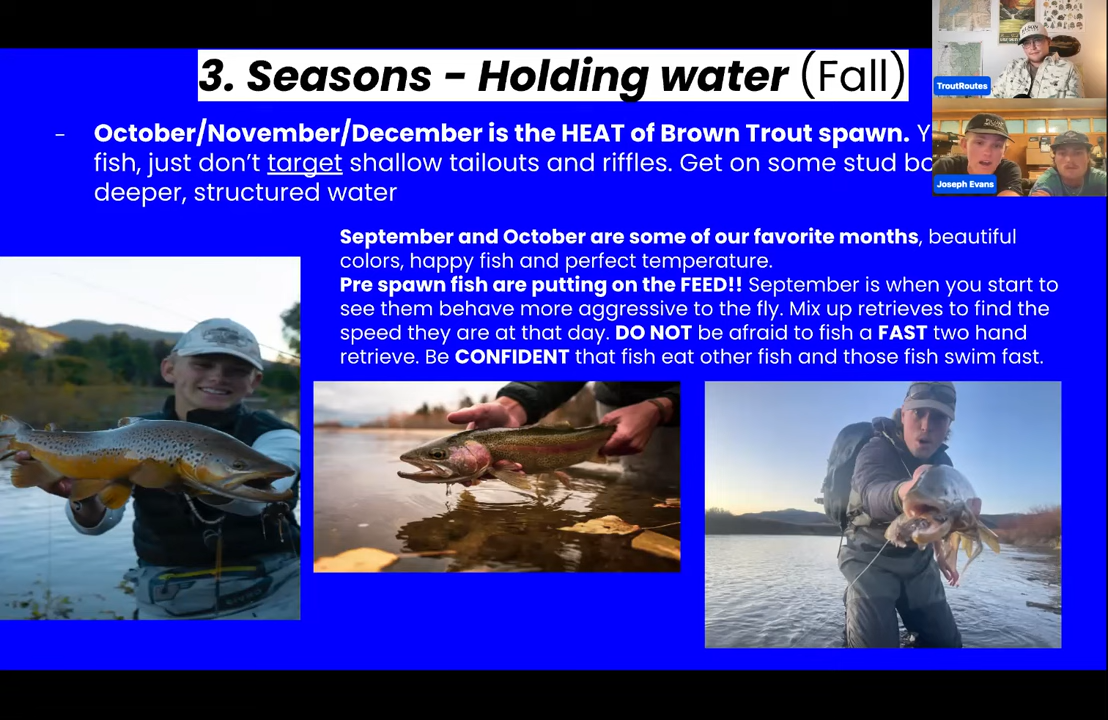 3. Seasons - Holding water (Fall)
TroutRoutes
- October/November/December is the HEAT of Brown Trout spawn. Y
fish, just don't target shallow tailouts and riffles. Get on some stud
deeper, structured water
Joseph Evans
September and October are some of our favorite months, beautiful
colors, happy fish and perfect temperature.
Pre spawn fish are putting on the FEED!! September is when you start to
see them behave more aggressive to the fly. Mix up retrieves to find the
speed they are at that day. DO NOT be afraid to fish a FAST two hand
retrieve. Be CONFIDENT that fish eat other fish and those fish swim fast.